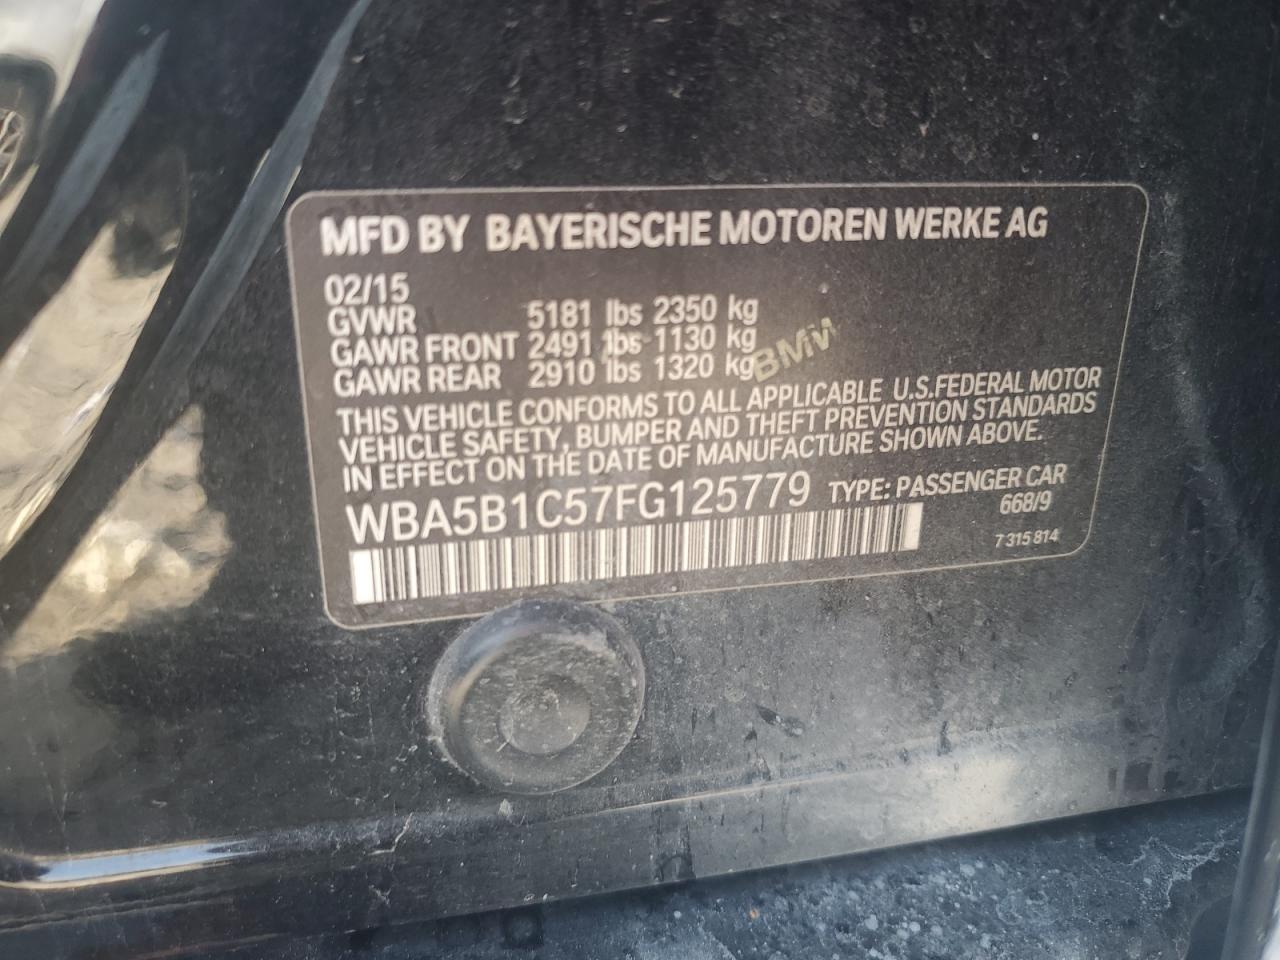 MFD BY BAYERISCHE MOTOREN WERKE AG
02/15
GVWR 5181 lbs 2350 kg
GAWR FRONT 2491 lbs 1130 kg
GAWR REAR 2910 lbs 1320 kg
BMW
THIS VEHICLE CONFORMS TO ALL APPLICABLE U.S.FEDERAL MOTOR
VEHICLE SAFETY, BUMPER AND THEFT PREVENTION STANDARDS
IN EFFECT ON THE DATE OF MANUFACTURE SHOWN ABOVE.
WBA5B1C57FG125779 TYPE: PASSENGER CAR
668/9
7 315 814